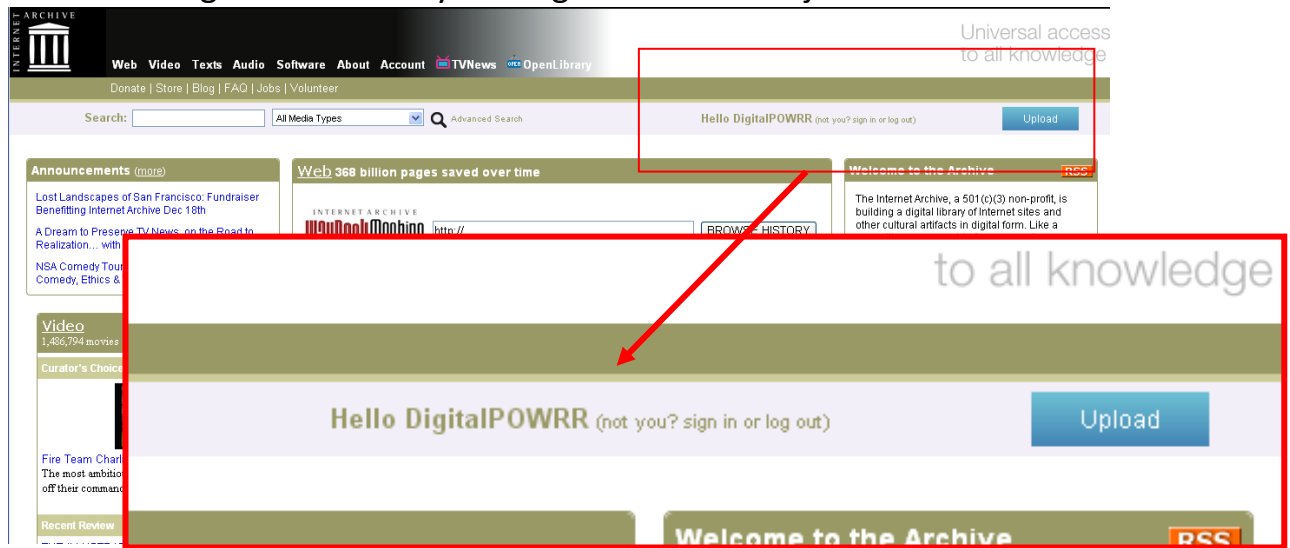 INTERNET ARCHIVE
Universal access
to all knowledge
Web Video Texts Audio Software About Account TVNews OPEN OpenLibrary
Donate | Store | Blog | FAQ | Jobs | Volunteer
Search: All Media Types Advanced Search Hello DigitalPOWRR (not you? sign in or log out) Upload
Announcements (more)
Lost Landscapes of San Francisco: Fundraiser
Benefitting Internet Archive Dec 18th
A Dream to Preserve TV News, on the Road to
Realization... with
NSA Comedy Tour
Comedy, Ethics &
Web 368 billion pages saved over time
INTERNET ARCHIVE
WayBackMachine http:// BROWSE HISTORY
Welcome to the Archive RSS
The Internet Archive, a 501(c)(3) non-profit, is
building a digital library of Internet sites and
other cultural artifacts in digital form. Like a
Video
1,486,794 movies
Curator's Choice
Fire Team Charli
The most ambitio
off their comman
Recent Review
to all knowledge
Hello DigitalPOWRR (not you? sign in or log out) Upload
Welcome to the Archive RSS